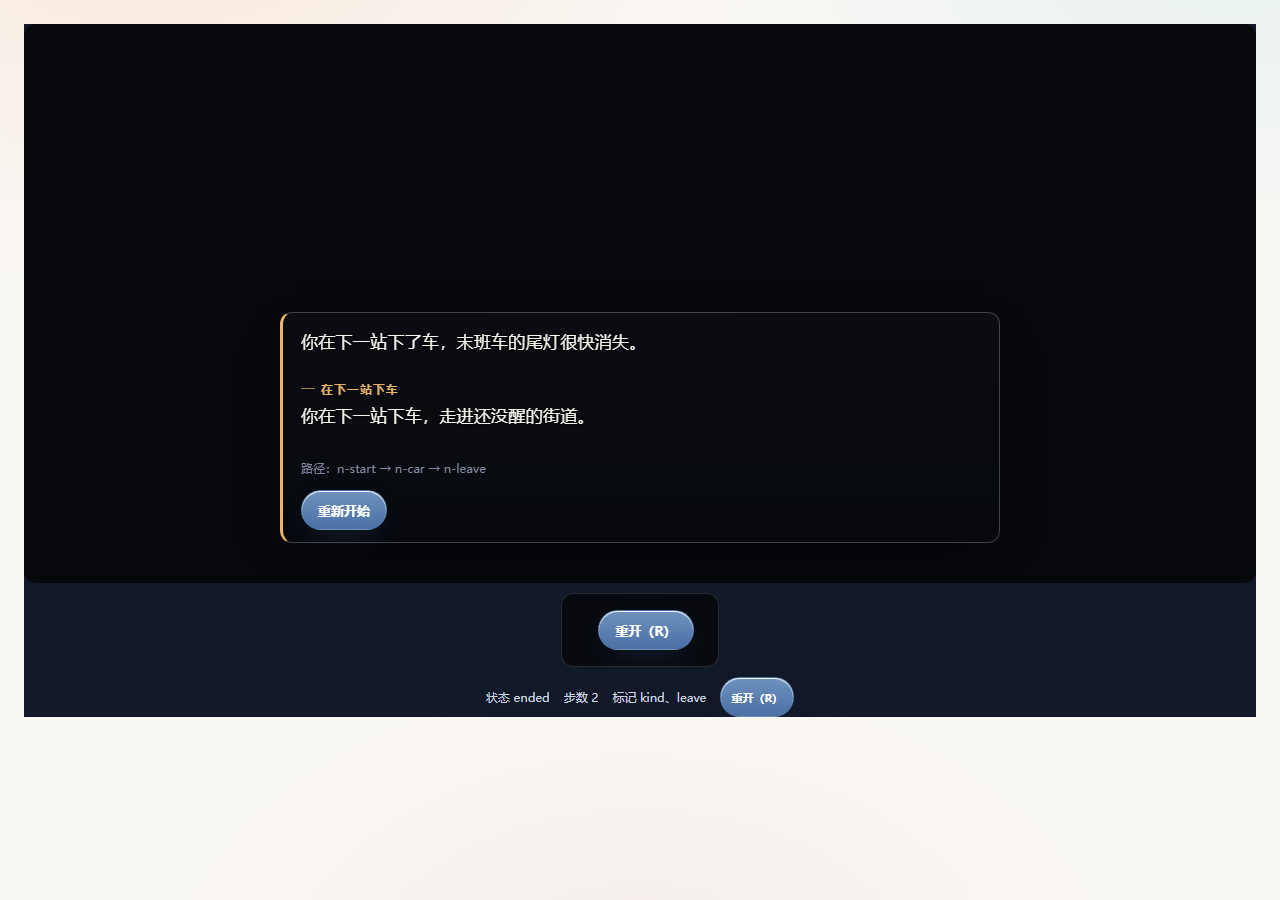 你在下一站下了车，末班车的尾灯很快消失。
— 在下一站下车
你在下一站下车，走进还没醒的街道。
路径：n-start → n-car → n-leave
重新开始
重开（R）
状态 ended 步数 2 标记 kind、leave 重开（R）